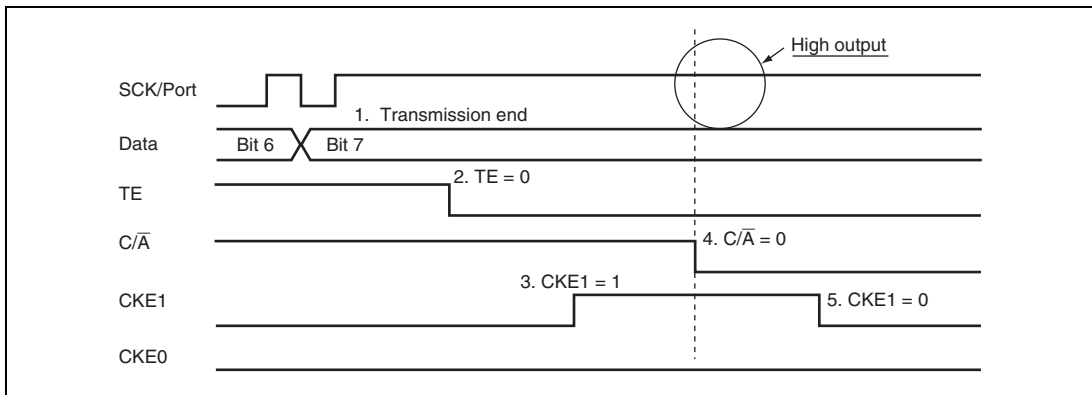 High output
SCK/Port
1. Transmission end
Data
Bit 6
Bit 7
2. TE = 0
TE
C/A̅
4. C/A̅ = 0
3. CKE1 = 1
CKE1
5. CKE1 = 0
CKE0